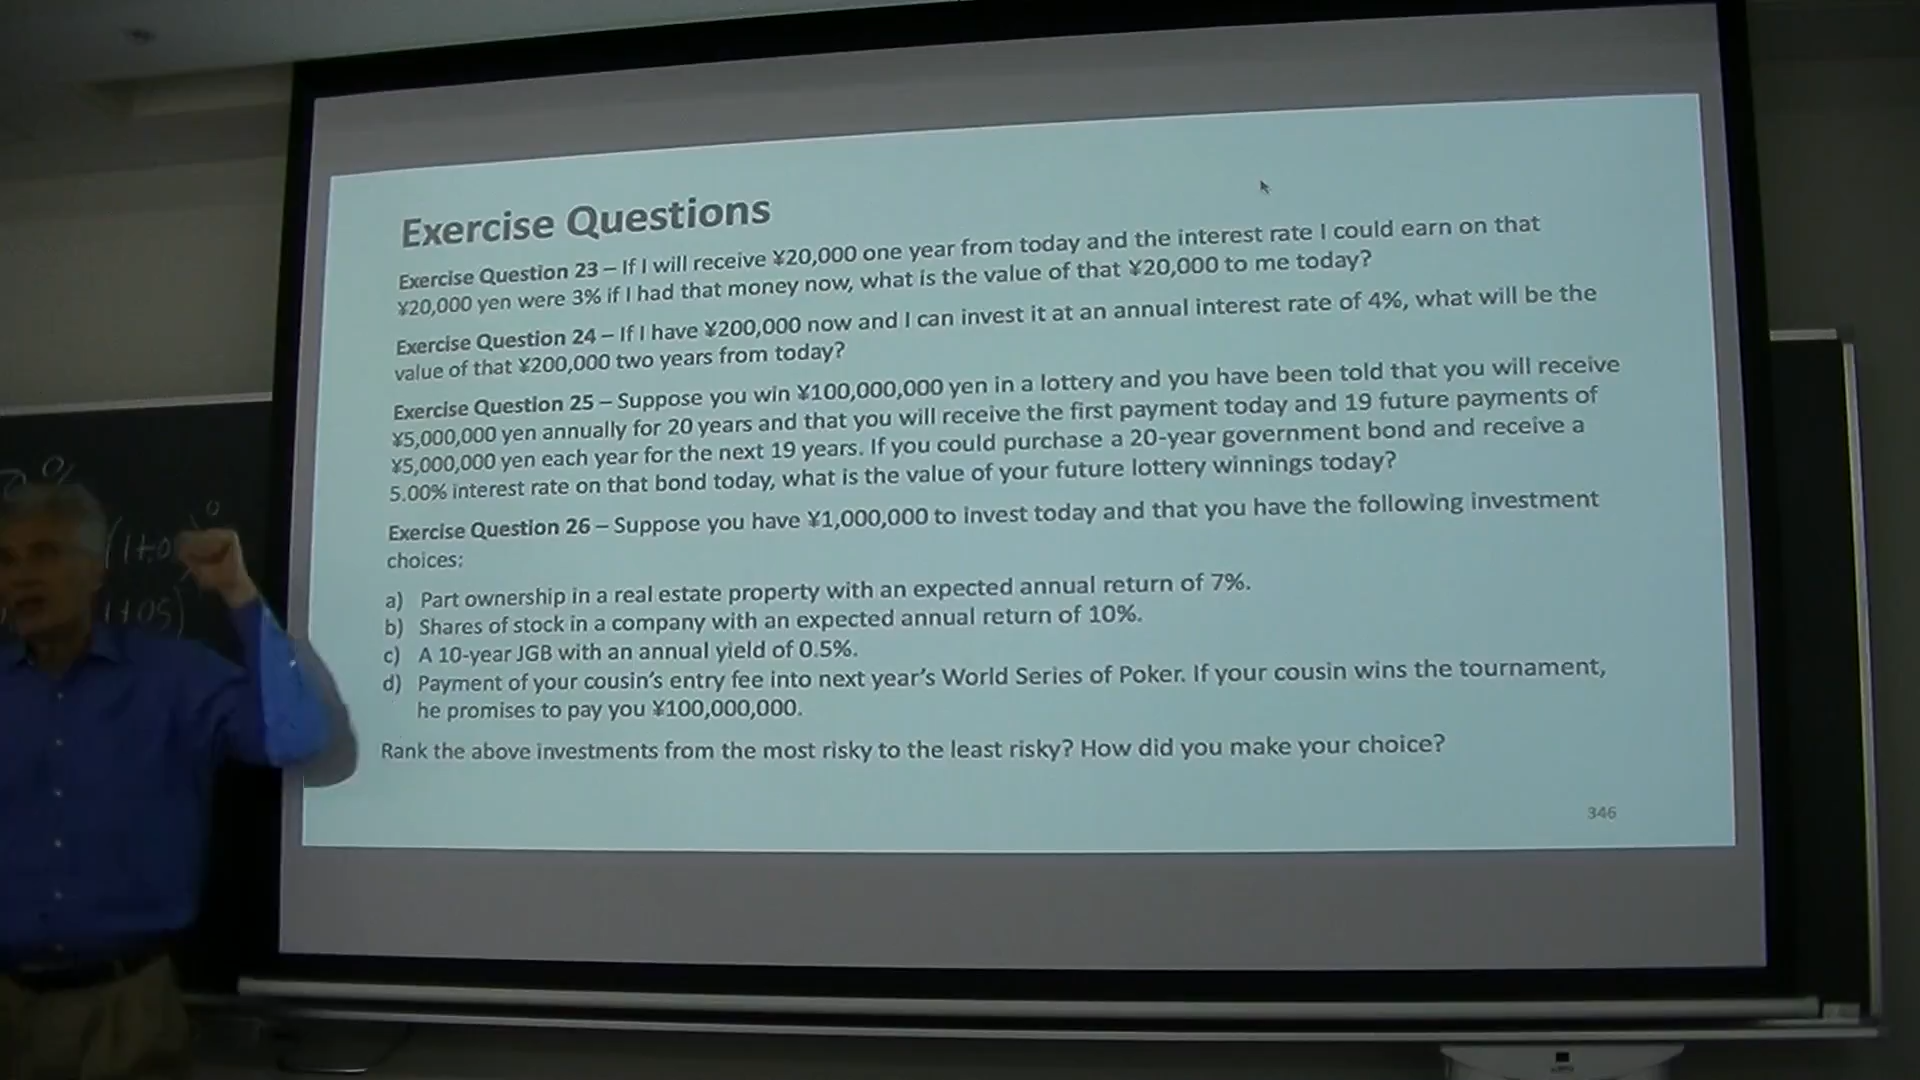 Exercise Questions
Exercise Question 23 – If I will receive ¥20,000 one year from today and the interest rate I could earn on that
¥20,000 yen were 3% if I had that money now, what is the value of that ¥20,000 to me today?
Exercise Question 24 – If I have ¥200,000 now and I can invest it at an annual interest rate of 4%, what will be the
value of that ¥200,000 two years from today?
Exercise Question 25 – Suppose you win ¥100,000,000 yen in a lottery and you have been told that you will receive
¥5,000,000 yen annually for 20 years and that you will receive the first payment today and 19 future payments of
¥5,000,000 yen each year for the next 19 years. If you could purchase a 20-year government bond and receive a
5.00% interest rate on that bond today, what is the value of your future lottery winnings today?
Exercise Question 26 – Suppose you have ¥1,000,000 to invest today and that you have the following investment
choices:
a) Part ownership in a real estate property with an expected annual return of 7%.
b) Shares of stock in a company with an expected annual return of 10%.
c) A 10-year JGB with an annual yield of 0.5%.
d) Payment of your cousin's entry fee into next year's World Series of Poker. If your cousin wins the tournament,
he promises to pay you ¥100,000,000.
Rank the above investments from the most risky to the least risky? How did you make your choice?
346